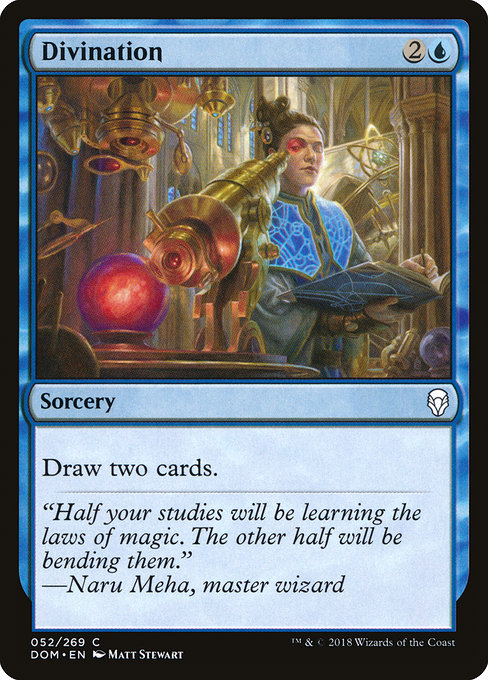 Divination 2
Sorcery
Draw two cards.
“Half your studies will be learning the
laws of magic. The other half will be
bending them.”
—Naru Meha, master wizard
052/269 C
DOM • EN Matt Stewart
™ & © 2018 Wizards of the Coast